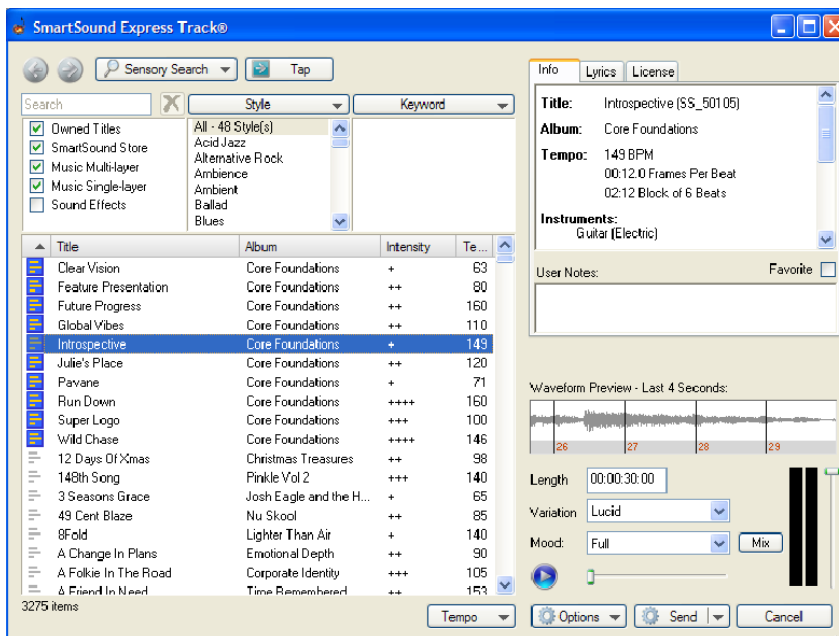 SmartSound Express Track®
Sensory Search
Tap
Search
Style
Keyword
Owned Titles
SmartSound Store
Music Multi-layer
Music Single-layer
Sound Effects
All - 48 Style(s)
Acid Jazz
Alternative Rock
Ambience
Ambient
Ballad
Blues
Title Album Intensity Te...
Clear Vision Core Foundations + 63
Feature Presentation Core Foundations ++ 80
Future Progress Core Foundations ++ 160
Global Vibes Core Foundations ++ 110
Introspective Core Foundations + 149
Julie's Place Core Foundations ++ 120
Pavane Core Foundations + 71
Run Down Core Foundations ++++ 160
Super Logo Core Foundations +++ 100
Wild Chase Core Foundations ++++ 146
12 Days Of Xmas Christmas Treasures ++ 98
148th Song Pinkle Vol 2 +++ 140
3 Seasons Grace Josh Eagle and the H... + 65
49 Cent Blaze Nu Skool ++ 85
8Fold Lighter Than Air + 140
A Change In Plans Emotional Depth ++ 90
A Folkie In The Road Corporate Identity +++ 105
A Friend In Need Time Remembered ++ 153
3275 items
Tempo
Info Lyrics License
Title: Introspective (SS_50105)
Album: Core Foundations
Tempo: 149 BPM
00:12.0 Frames Per Beat
02:12 Block of 6 Beats
Instruments:
Guitar (Electric)
User Notes: Favorite
Waveform Preview - Last 4 Seconds:
26 27 28 29
Length 00:00:30:00
Variation Lucid
Mood: Full Mix
Options Send Cancel